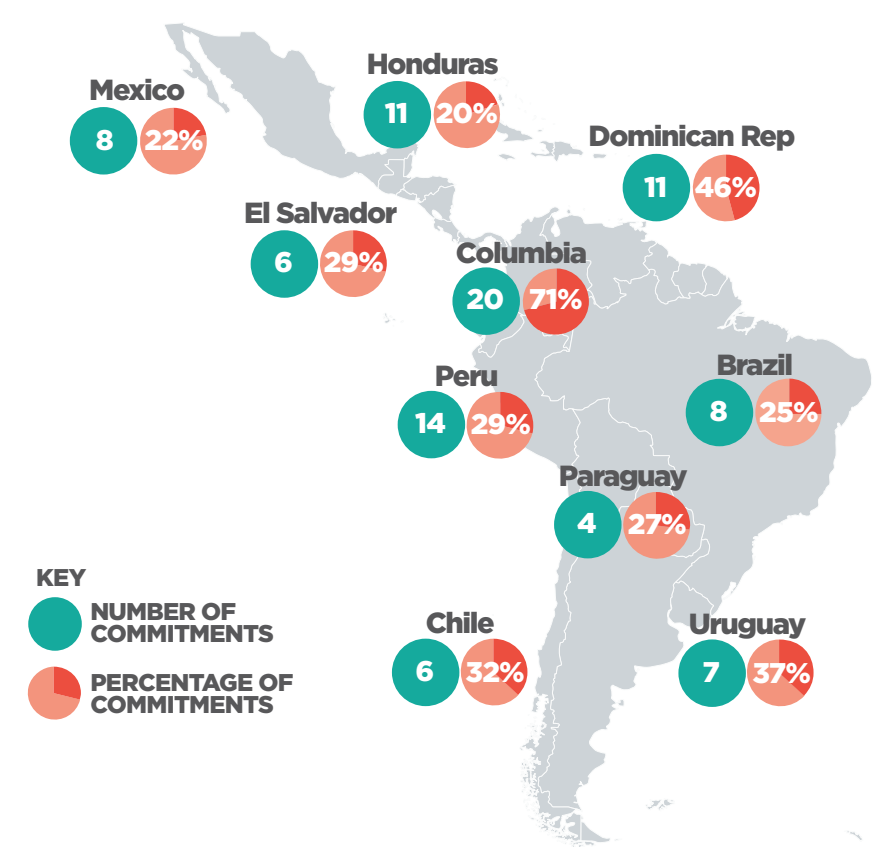 Honduras
11 20%
Mexico
8 22%
Dominican Rep
11 46%
El Salvador
6 29%
Columbia
20 71%
Brazil
8 25%
Peru
14 29%
Paraguay
4 27%
KEY
NUMBER OF
COMMITMENTS
PERCENTAGE OF
COMMITMENTS
Chile
6 32%
Uruguay
7 37%